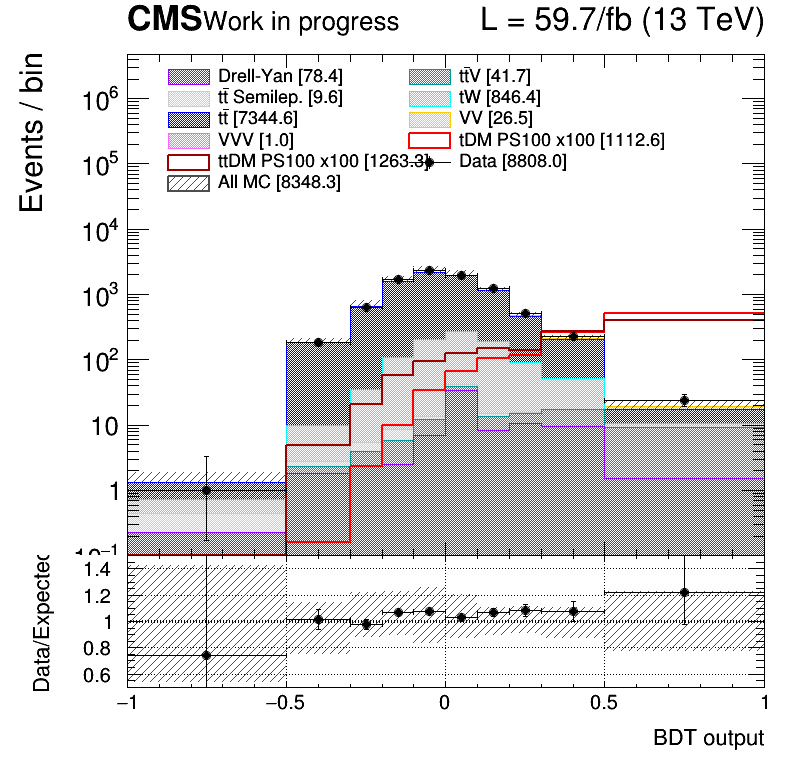 CMS Work in progress L = 59.7/fb (13 TeV)
Events / bin
Drell-Yan [78.4] tt̄V [41.7]
tt̄ Semilep. [9.6] tW [846.4]
tt̄ [7344.6] VV [26.5]
VVV [1.0] tDM PS100 x100 [1112.6]
ttDM PS100 x100 [1263.3] Data [8808.0]
All MC [8348.3]
10⁶
10⁵
10⁴
10³
10²
10
1
10⁻¹
Data/Expected
1.4
1.2
1
0.8
0.6
−1 −0.5 0 0.5 1
BDT output